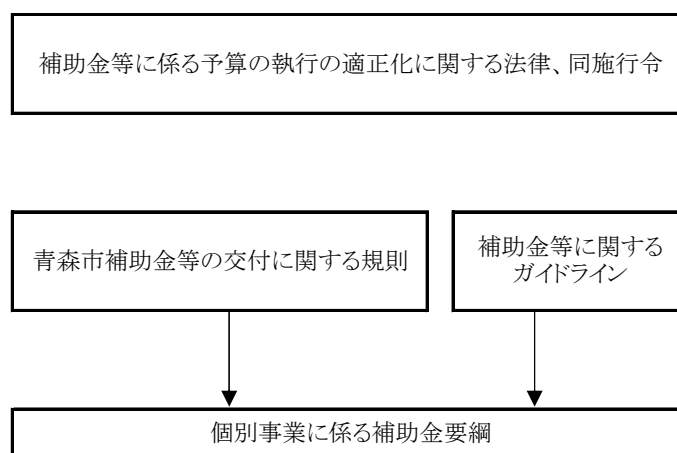 補助金等に係る予算の執行の適正化に関する法律、同施行令
青森市補助金等の交付に関する規則
補助金等に関する
ガイドライン
個別事業に係る補助金要綱